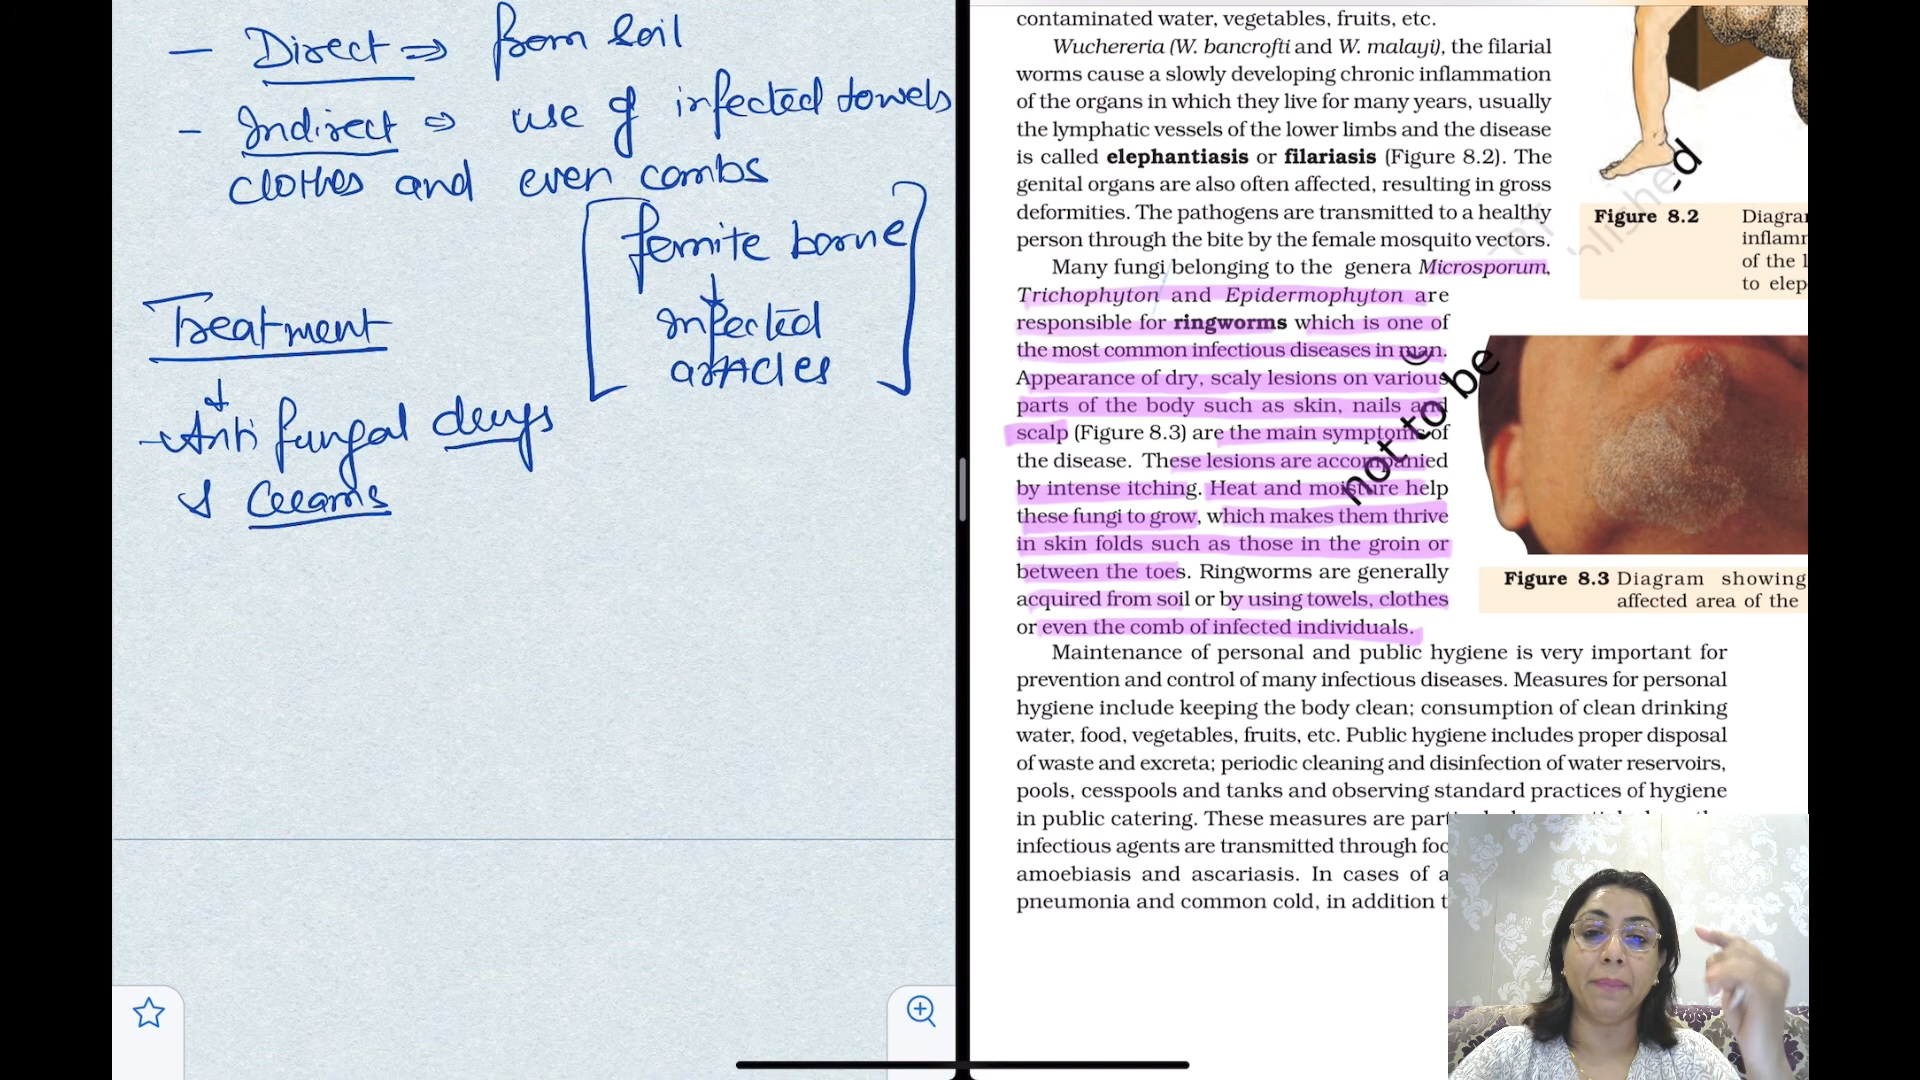 – Direct ⇒ from soil
– Indirect ⇒ use of infected towels
clothes and even combs
fomite borne
↓
infected
articles
Treatment
↓
– Anti fungal drugs
& Creams
contaminated water, vegetables, fruits, etc.
Wuchereria (W. bancrofti and W. malayi), the filarial
worms cause a slowly developing chronic inflammation
of the organs in which they live for many years, usually
the lymphatic vessels of the lower limbs and the disease
is called elephantiasis or filariasis (Figure 8.2). The
genital organs are also often affected, resulting in gross
deformities. The pathogens are transmitted to a healthy
person through the bite by the female mosquito vectors.
Many fungi belonging to the genera Microsporum,
Trichophyton and Epidermophyton are
responsible for ringworms which is one of
the most common infectious diseases in man.
Appearance of dry, scaly lesions on various
parts of the body such as skin, nails and
scalp (Figure 8.3) are the main symptoms of
the disease. These lesions are accompanied
by intense itching. Heat and moisture help
these fungi to grow, which makes them thrive
in skin folds such as those in the groin or
between the toes. Ringworms are generally
acquired from soil or by using towels, clothes
or even the comb of infected individuals.
Maintenance of personal and public hygiene is very important for
prevention and control of many infectious diseases. Measures for personal
hygiene include keeping the body clean; consumption of clean drinking
water, food, vegetables, fruits, etc. Public hygiene includes proper disposal
of waste and excreta; periodic cleaning and disinfection of water reservoirs,
pools, cesspools and tanks and observing standard practices of hygiene
in public catering. These measures are
infectious agents are transmitted through
amoebiasis and ascariasis. In cases of
pneumonia and common cold, in addition
Figure 8.2
of the
to
Figure 8.3 Diagram showing
affected area of the
not to be